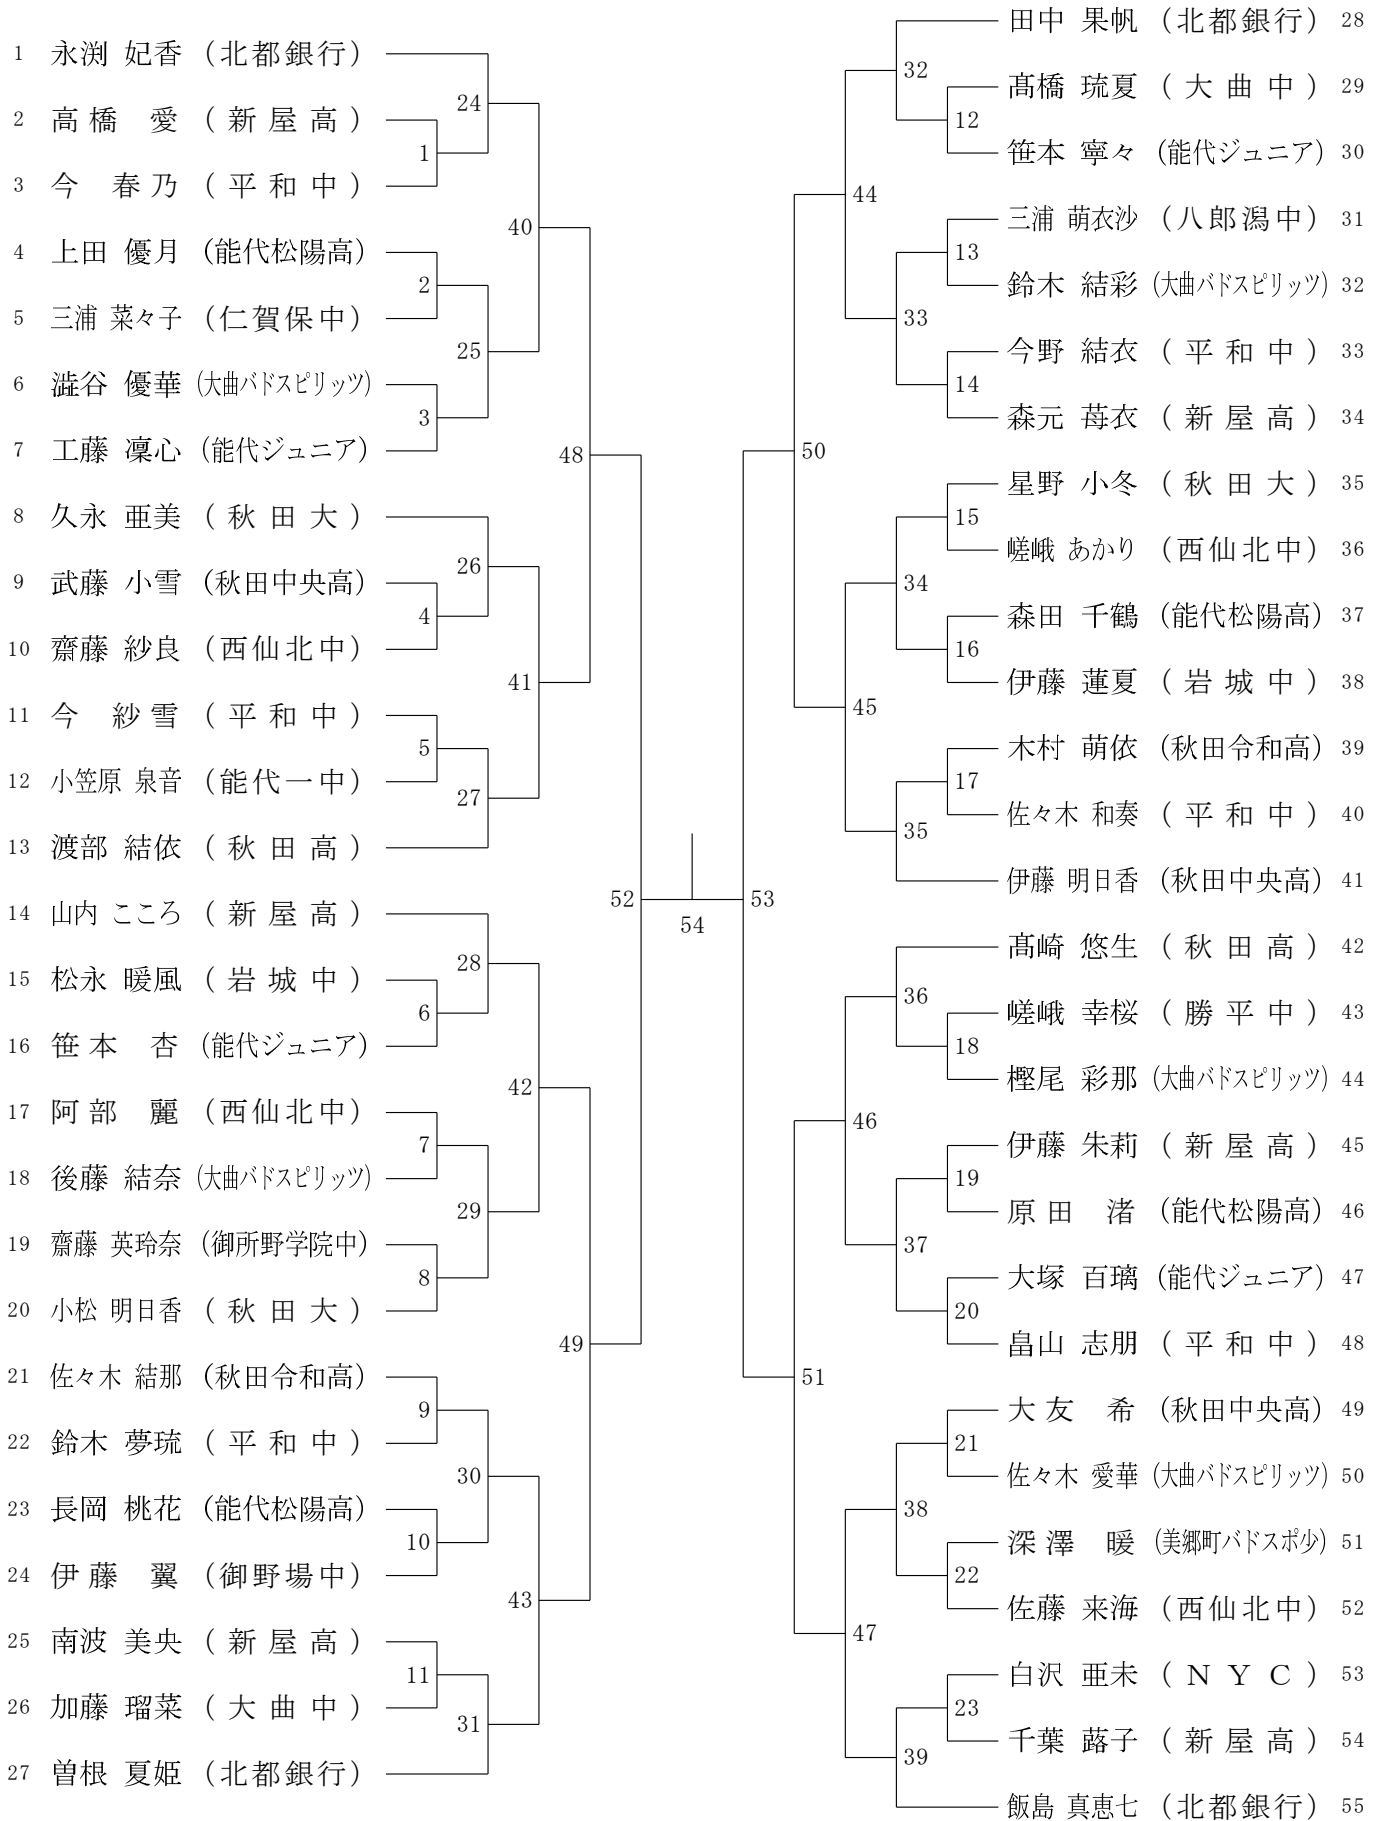 1 永渕 妃香 （北都銀行）
2 高橋 愛 （新屋高）
3 今 春乃 （平和中）
4 上田 優月 （能代松陽高）
5 三浦 菜々子 （仁賀保中）
6 澁谷 優華 （大曲バドスピリッツ）
7 工藤 凜心 （能代ジュニア）
8 久永 亜美 （秋田大）
9 武藤 小雪 （秋田中央高）
10 齋藤 紗良 （西仙北中）
11 今 紗雪 （平和中）
12 小笠原 泉音 （能代一中）
13 渡部 結依 （秋田高）
14 山内 こころ （新屋高）
15 松永 暖風 （岩城中）
16 笹本 杏 （能代ジュニア）
17 阿部 麗 （西仙北中）
18 後藤 結奈 （大曲バドスピリッツ）
19 齋藤 英玲奈 （御所野学院中）
20 小松 明日香 （秋田大）
21 佐々木 結那 （秋田令和高）
22 鈴木 夢琉 （平和中）
23 長岡 桃花 （能代松陽高）
24 伊藤 翼 （御野場中）
25 南波 美央 （新屋高）
26 加藤 瑠菜 （大曲中）
27 曽根 夏姫 （北都銀行）
1
2
3
4
5
6
7
8
9
10
11
24
25
26
27
28
29
30
31
40
41
42
43
48
49
52
54
53
50
51
44
45
46
47
32
33
34
35
36
37
38
39
12
13
14
15
16
17
18
19
20
21
22
23
田中 果帆 （北都銀行） 28
髙橋 琉夏 （大曲中） 29
笹本 寧々 （能代ジュニア） 30
三浦 萌衣沙 （八郎潟中） 31
鈴木 結彩 （大曲バドスピリッツ） 32
今野 結衣 （平和中） 33
森元 苺衣 （新屋高） 34
星野 小冬 （秋田大） 35
嵯峨 あかり （西仙北中） 36
森田 千鶴 （能代松陽高） 37
伊藤 蓮夏 （岩城中） 38
木村 萌依 （秋田令和高） 39
佐々木 和奏 （平和中） 40
伊藤 明日香 （秋田中央高） 41
髙崎 悠生 （秋田高） 42
嵯峨 幸桜 （勝平中） 43
樫尾 彩那 （大曲バドスピリッツ） 44
伊藤 朱莉 （新屋高） 45
原田 渚 （能代松陽高） 46
大塚 百璃 （能代ジュニア） 47
畠山 志朋 （平和中） 48
大友 希 （秋田中央高） 49
佐々木 愛華 （大曲バドスピリッツ） 50
深澤 暖 （美郷町バドスポ少） 51
佐藤 来海 （西仙北中） 52
白沢 亜未 （ＮＹＣ） 53
千葉 蕗子 （新屋高） 54
飯島 真恵七 （北都銀行） 55